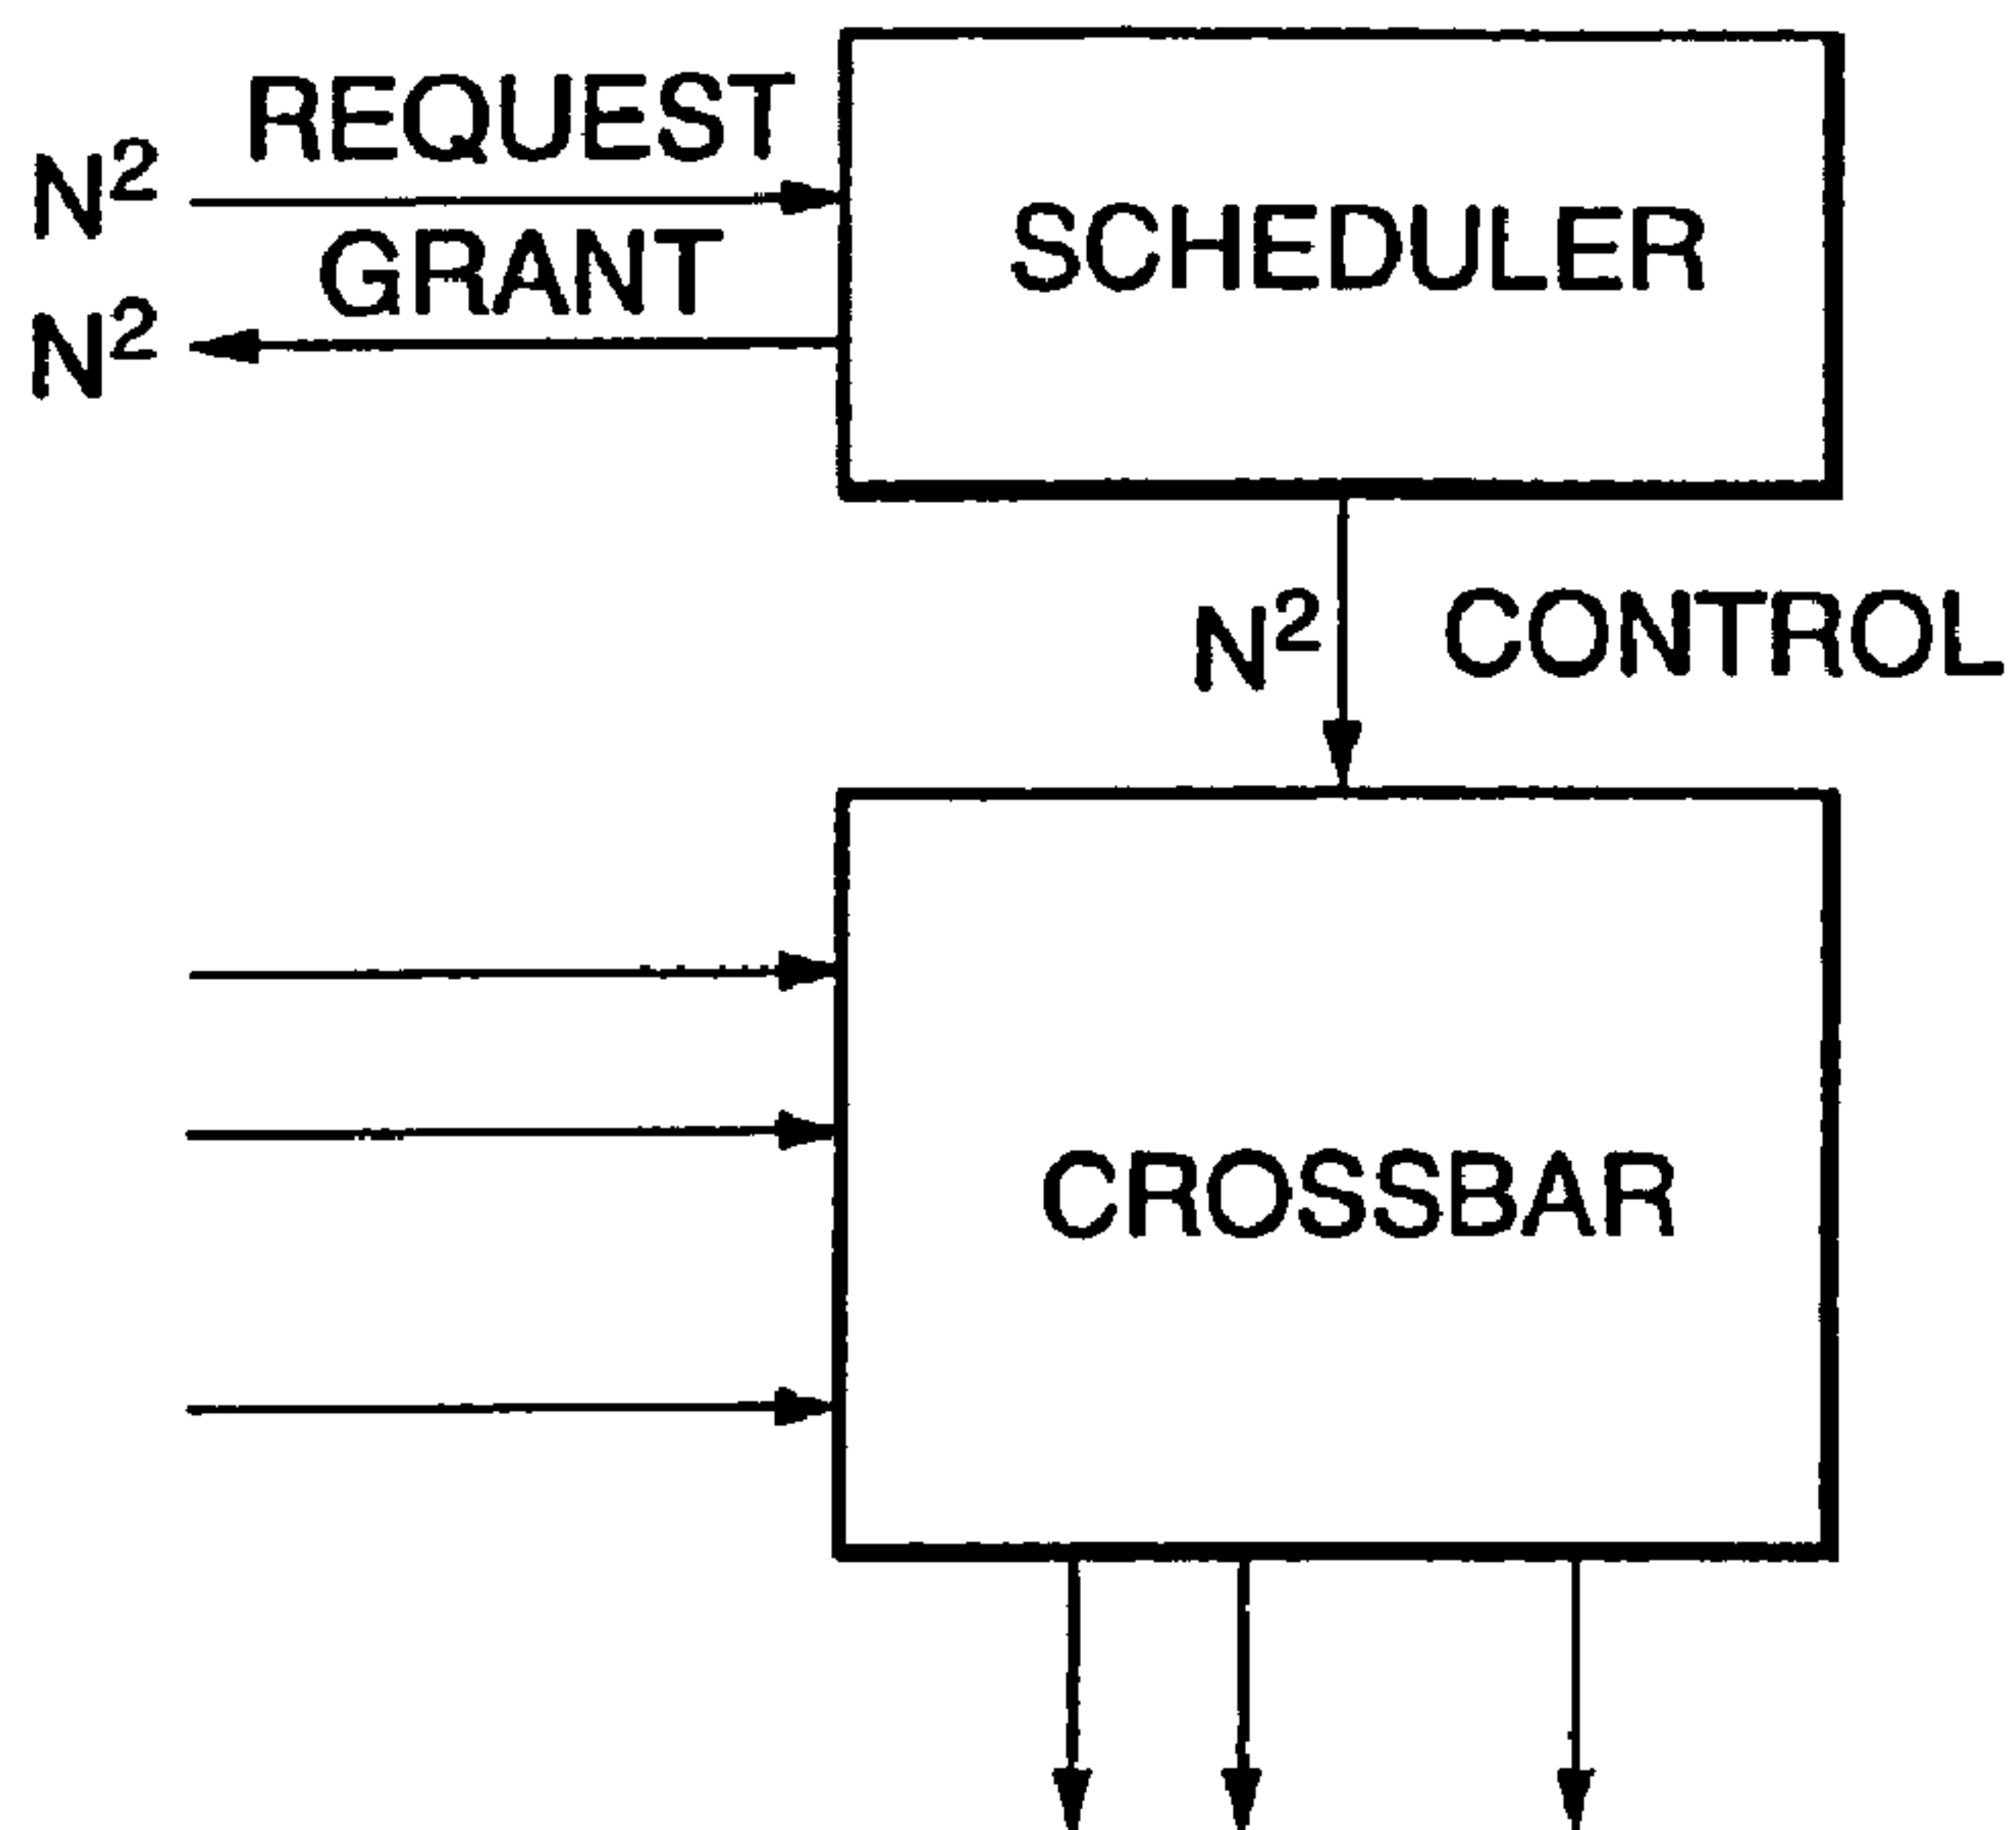 REQUEST
N²
SCHEDULER
GRANT
N²
N² CONTROL
CROSSBAR